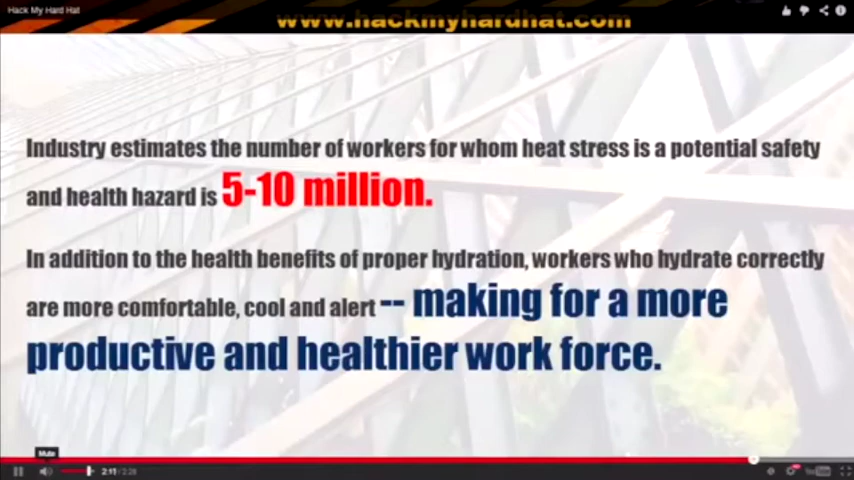 Hack My Hard Hat
www.hackmyhardhat.com
Industry estimates the number of workers for whom heat stress is a potential safety
and health hazard is 5-10 million.
In addition to the health benefits of proper hydration, workers who hydrate correctly
are more comfortable, cool and alert -- making for a more
productive and healthier work force.
Mute
2:11 / 2:28
YouTube